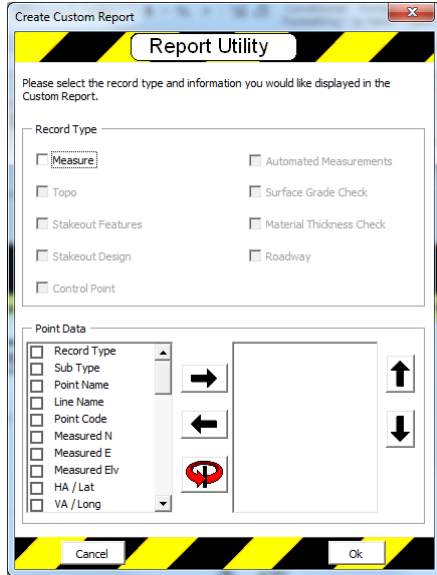 Create Custom Report
Report Utility
Please select the record type and information you would like displayed in the
Custom Report.
Record Type
Measure
Automated Measurements
Topo
Surface Grade Check
Stakeout Features
Material Thickness Check
Stakeout Design
Roadway
Control Point
Point Data
Record Type
Sub Type
Point Name
Line Name
Point Code
Measured N
Measured E
Measured Elv
HA / Lat
VA / Long
Cancel
Ok